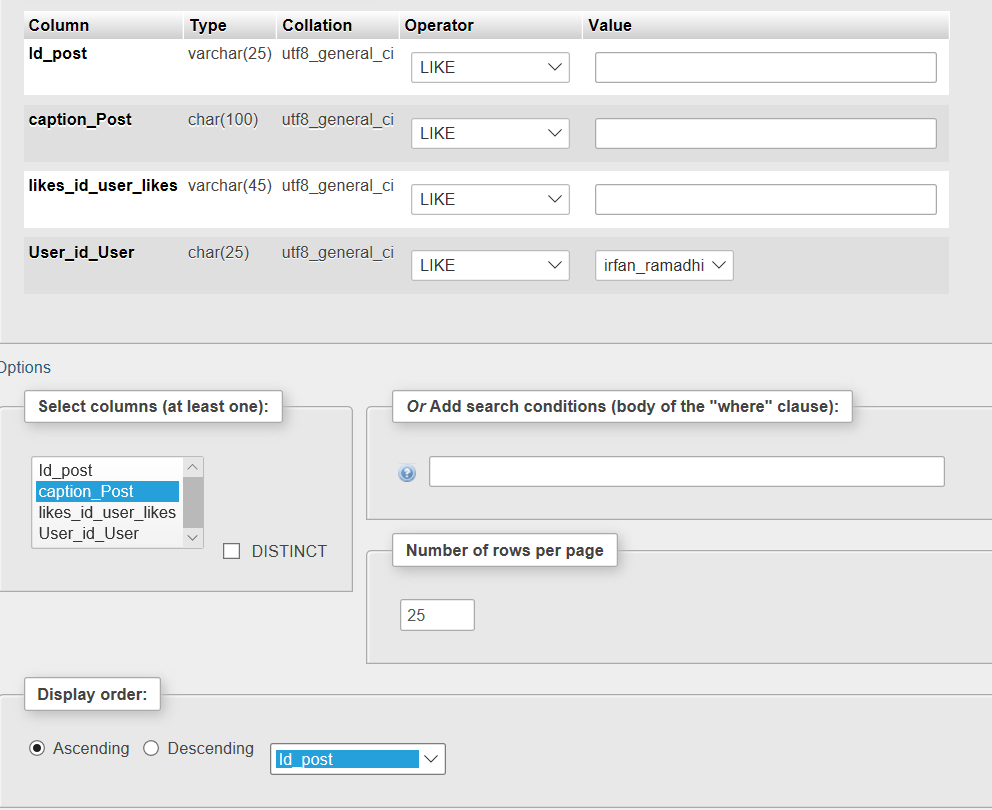 Column Type Collation Operator Value
Id_post varchar(25) utf8_general_ci LIKE
caption_Post char(100) utf8_general_ci LIKE
likes_id_user_likes varchar(45) utf8_general_ci LIKE
User_id_User char(25) utf8_general_ci LIKE irfan_ramadhi
Options
Select columns (at least one):
Id_post
caption_Post
likes_id_user_likes
User_id_User
DISTINCT
Or Add search conditions (body of the "where" clause):
Number of rows per page
25
Display order:
Ascending Descending Id_post